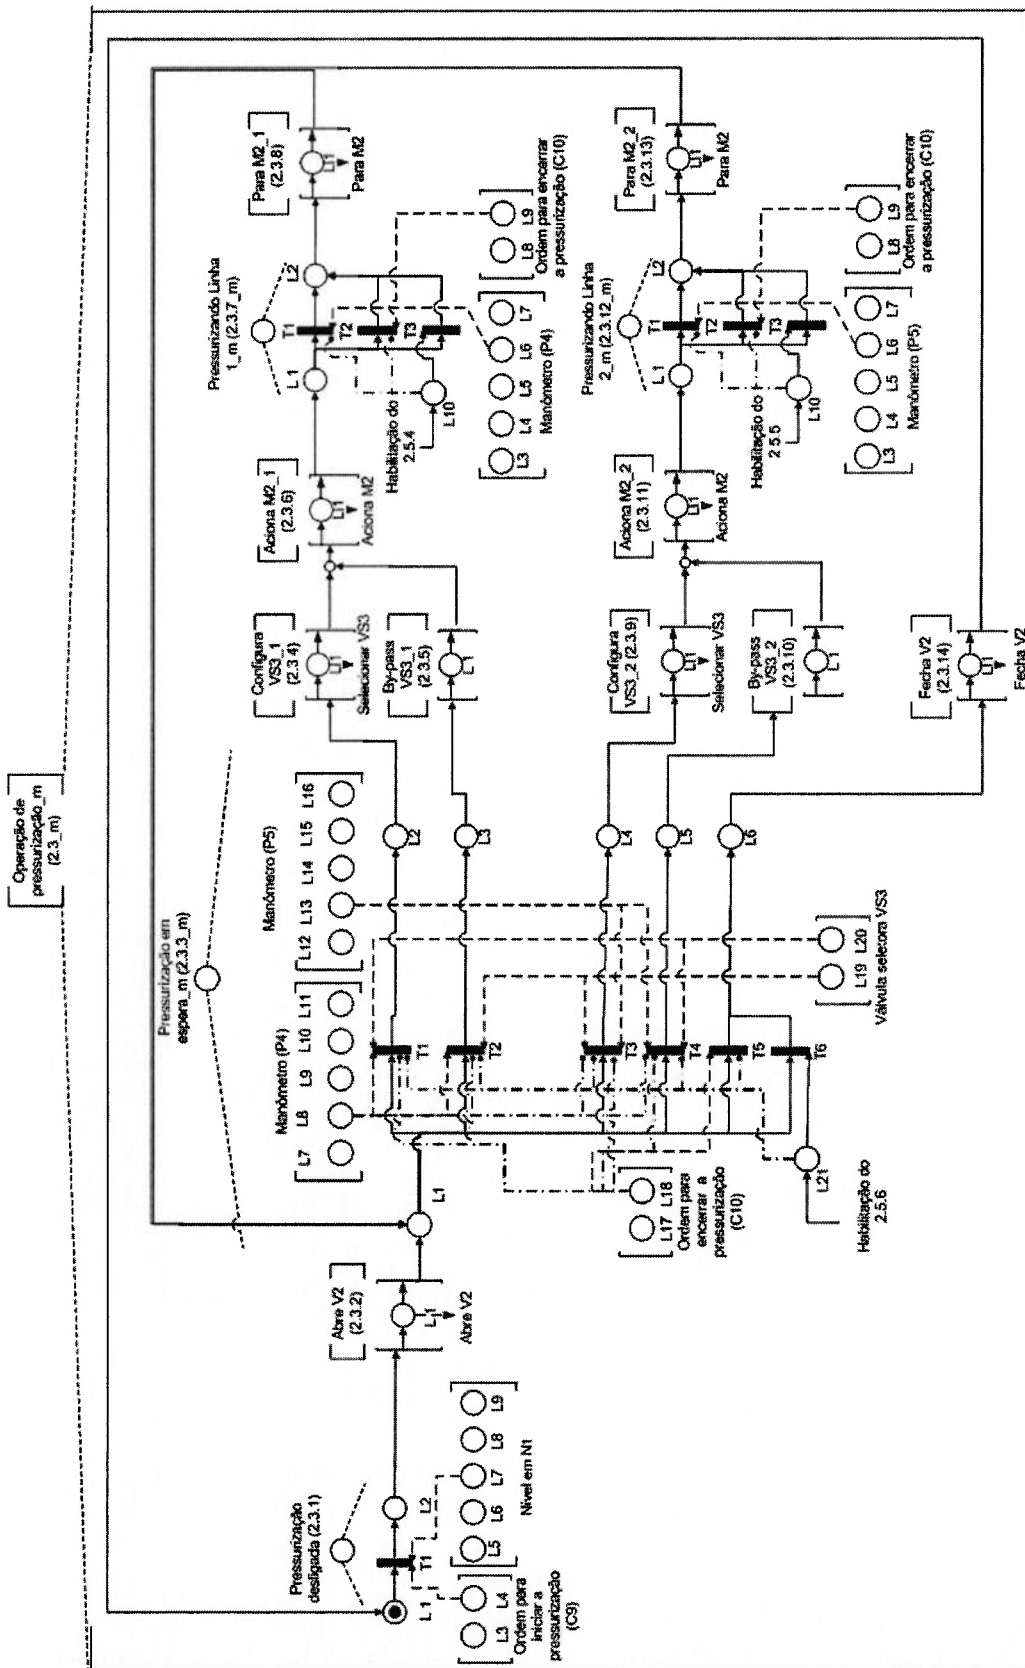 Operação de
pressurização_m
(2.3_m)
Pressurização
desligada (2.3.1)
L1
T1
L2
L3
L4
Ordem para
iniciar a
pressurização
(C9)
L5
L6
L7
L8
L9
Nível em N1
Abre V2
(2.3.2)
L1
Abre V2
Pressurização em
espera_m (2.3.3_m)
L1
L7
L8
L9
L10
L11
Manômetro (P4)
L12
L13
L14
L15
L16
Manômetro (P5)
T1
T2
T3
T4
T5
T6
L2
L3
L4
L5
L6
L17
L18
Ordem para
encerrar a
pressurização
(C10)
L19
L20
Válvula seletora VS3
L21
Habilitação do
2.5.6
Configura
VS3_1
(2.3.4)
L1
Selecionar VS3
By-pass
VS3_1
(2.3.5)
L1
Aciona M2_1
(2.3.6)
L1
Aciona M2
Pressurizando Linha
1_m (2.3.7_m)
L1
T1
T2
T3
L2
Habilitação do
2.5.4
L10
L3
L4
L5
L6
L7
Manômetro (P4)
L8
L9
Ordem para encerrar
a pressurização (C10)
Para M2_1
(2.3.8)
L1
Para M2
Configura
VS3_2 (2.3.9)
L1
Selecionar VS3
By-pass
VS3_2
(2.3.10)
L1
Aciona M2_2
(2.3.11)
L1
Aciona M2
Pressurizando Linha
2_m (2.3.12_m)
L1
T1
T2
T3
L2
Habilitação do
2.5.5
L10
L3
L4
L5
L6
L7
Manômetro (P5)
L8
L9
Ordem para encerrar
a pressurização (C10)
Para M2_2
(2.3.13)
L1
Para M2
Fecha V2
(2.3.14)
L1
Fecha V2